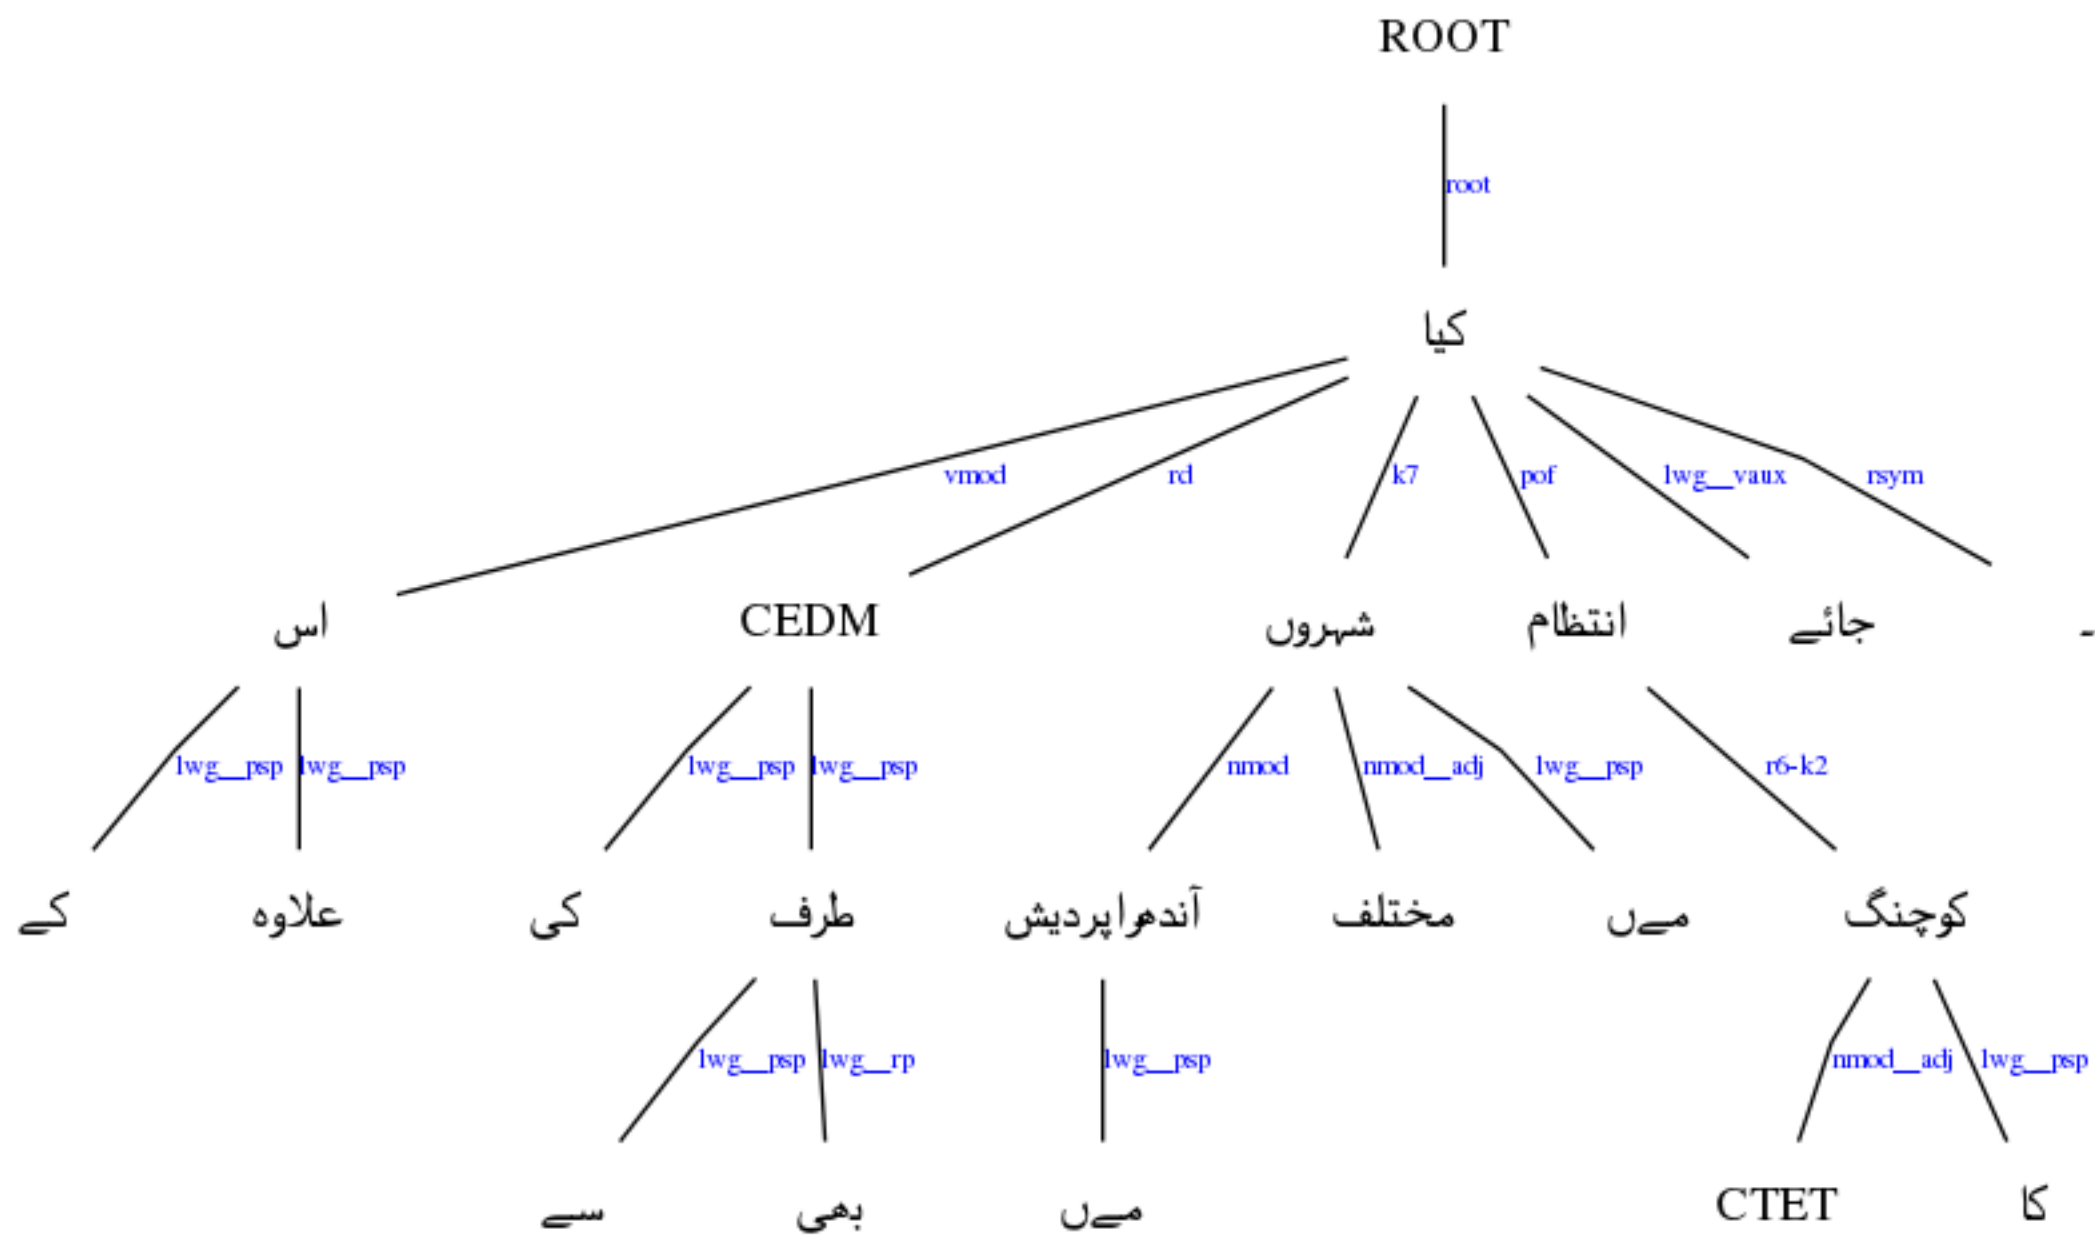 ROOT
root
کیا
vmod rd k7 pof lwg__vaux rsym
اس CEDM شہروں انتظام جائے ۔
lwg__psp lwg__psp lwg__psp lwg__psp nmod nmod__adj lwg__psp r6-k2
کے علاوہ کی طرف آندھراپردیش مختلف مےں کوچنگ
lwg__psp lwg__rp lwg__psp nmod__adj lwg__psp
سے بھی مےں CTET کا